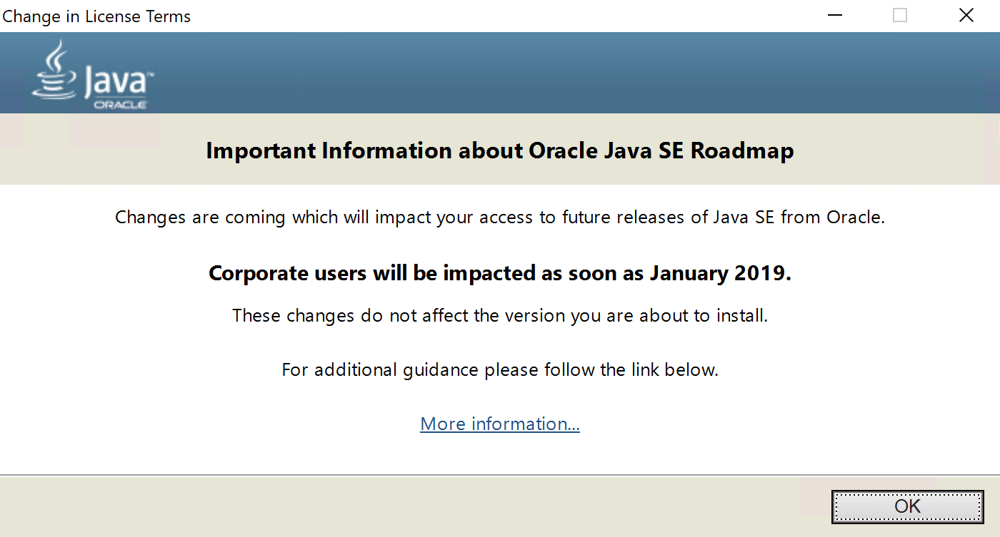 Change in License Terms
Java™
ORACLE
Important Information about Oracle Java SE Roadmap
Changes are coming which will impact your access to future releases of Java SE from Oracle.
Corporate users will be impacted as soon as January 2019.
These changes do not affect the version you are about to install.
For additional guidance please follow the link below.
More information...
OK